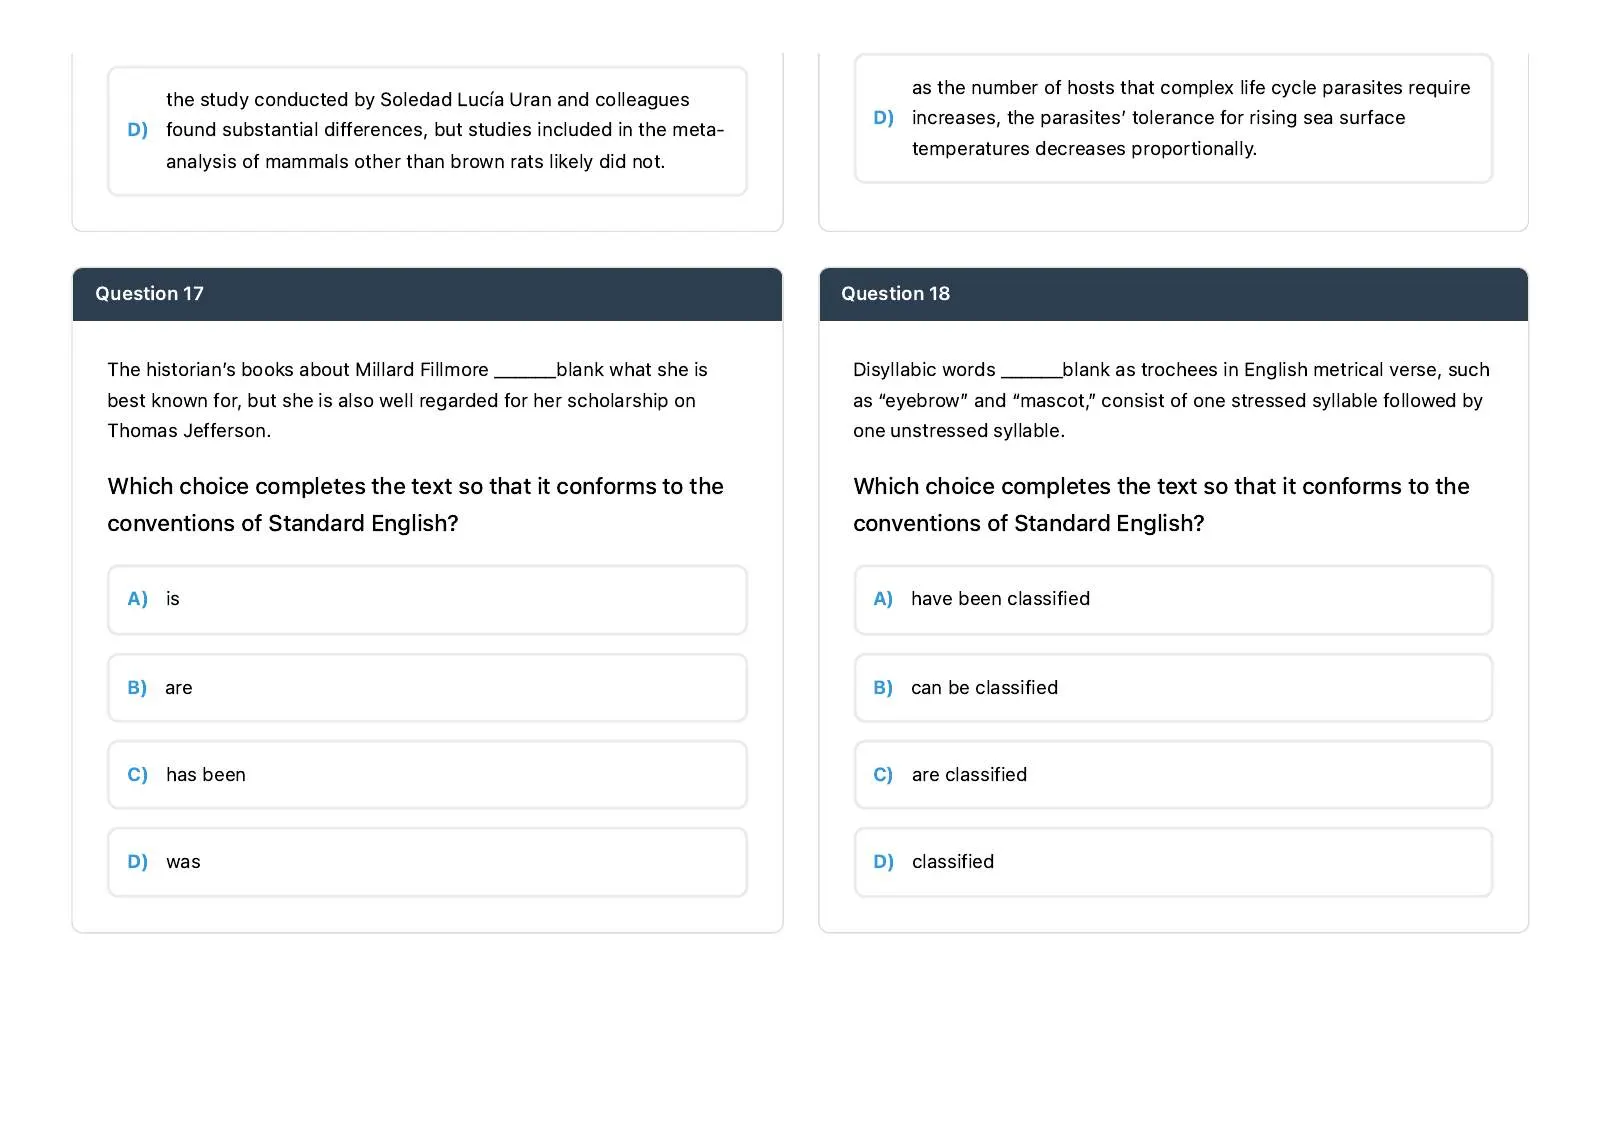 the study conducted by Soledad Lucía Uran and colleagues
D) found substantial differences, but studies included in the meta-
analysis of mammals other than brown rats likely did not.
as the number of hosts that complex life cycle parasites require
D) increases, the parasites’ tolerance for rising sea surface
temperatures decreases proportionally.
Question 17
The historian’s books about Millard Fillmore ______blank what she is
best known for, but she is also well regarded for her scholarship on
Thomas Jefferson.
Which choice completes the text so that it conforms to the
conventions of Standard English?
A) is
B) are
C) has been
D) was
Question 18
Disyllabic words ______blank as trochees in English metrical verse, such
as “eyebrow” and “mascot,” consist of one stressed syllable followed by
one unstressed syllable.
Which choice completes the text so that it conforms to the
conventions of Standard English?
A) have been classified
B) can be classified
C) are classified
D) classified